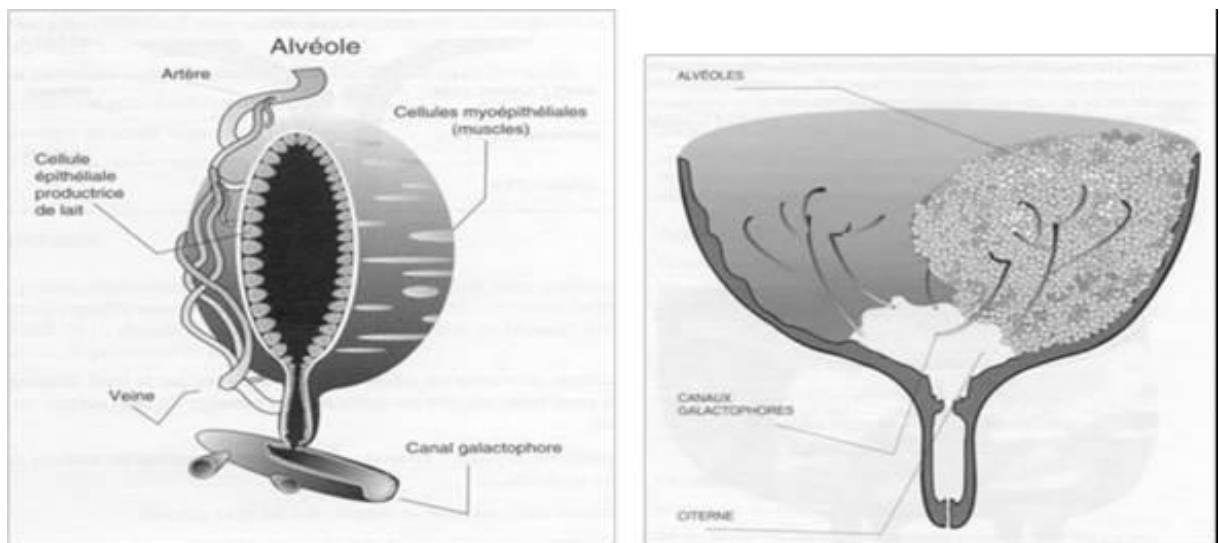 Alvéole
Artère
Cellules myoépithéliales
(muscles)
Cellule
épithéliale
productrice
de lait
Veine
Canal galactophore
ALVÉOLES
CANAUX
GALACTOPHORES
CITERNE